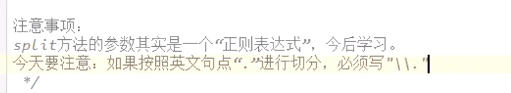 注意事项：
split方法的参数其实是一个“正则表达式”，今后学习。
今天要注意：如果按照英文句点“.”进行切分，必须写"\\."
*/